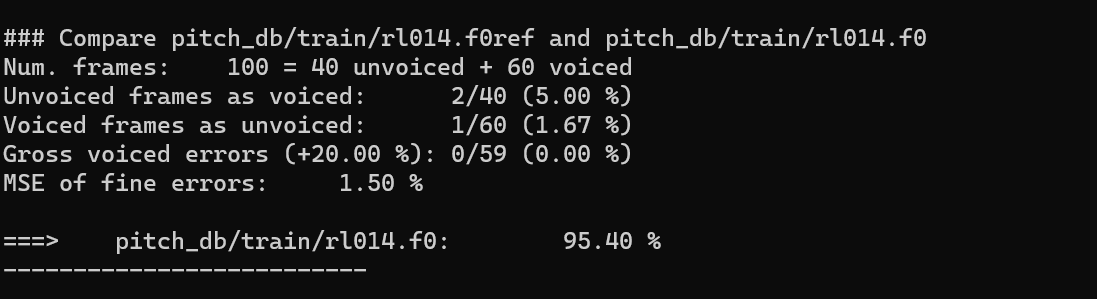 ### Compare pitch_db/train/rl014.f0ref and pitch_db/train/rl014.f0
Num. frames:    100 = 40 unvoiced + 60 voiced
Unvoiced frames as voiced:      2/40 (5.00 %)
Voiced frames as unvoiced:      1/60 (1.67 %)
Gross voiced errors (+20.00 %): 0/59 (0.00 %)
MSE of fine errors:     1.50 %
===>    pitch_db/train/rl014.f0:        95.40 %
--------------------------